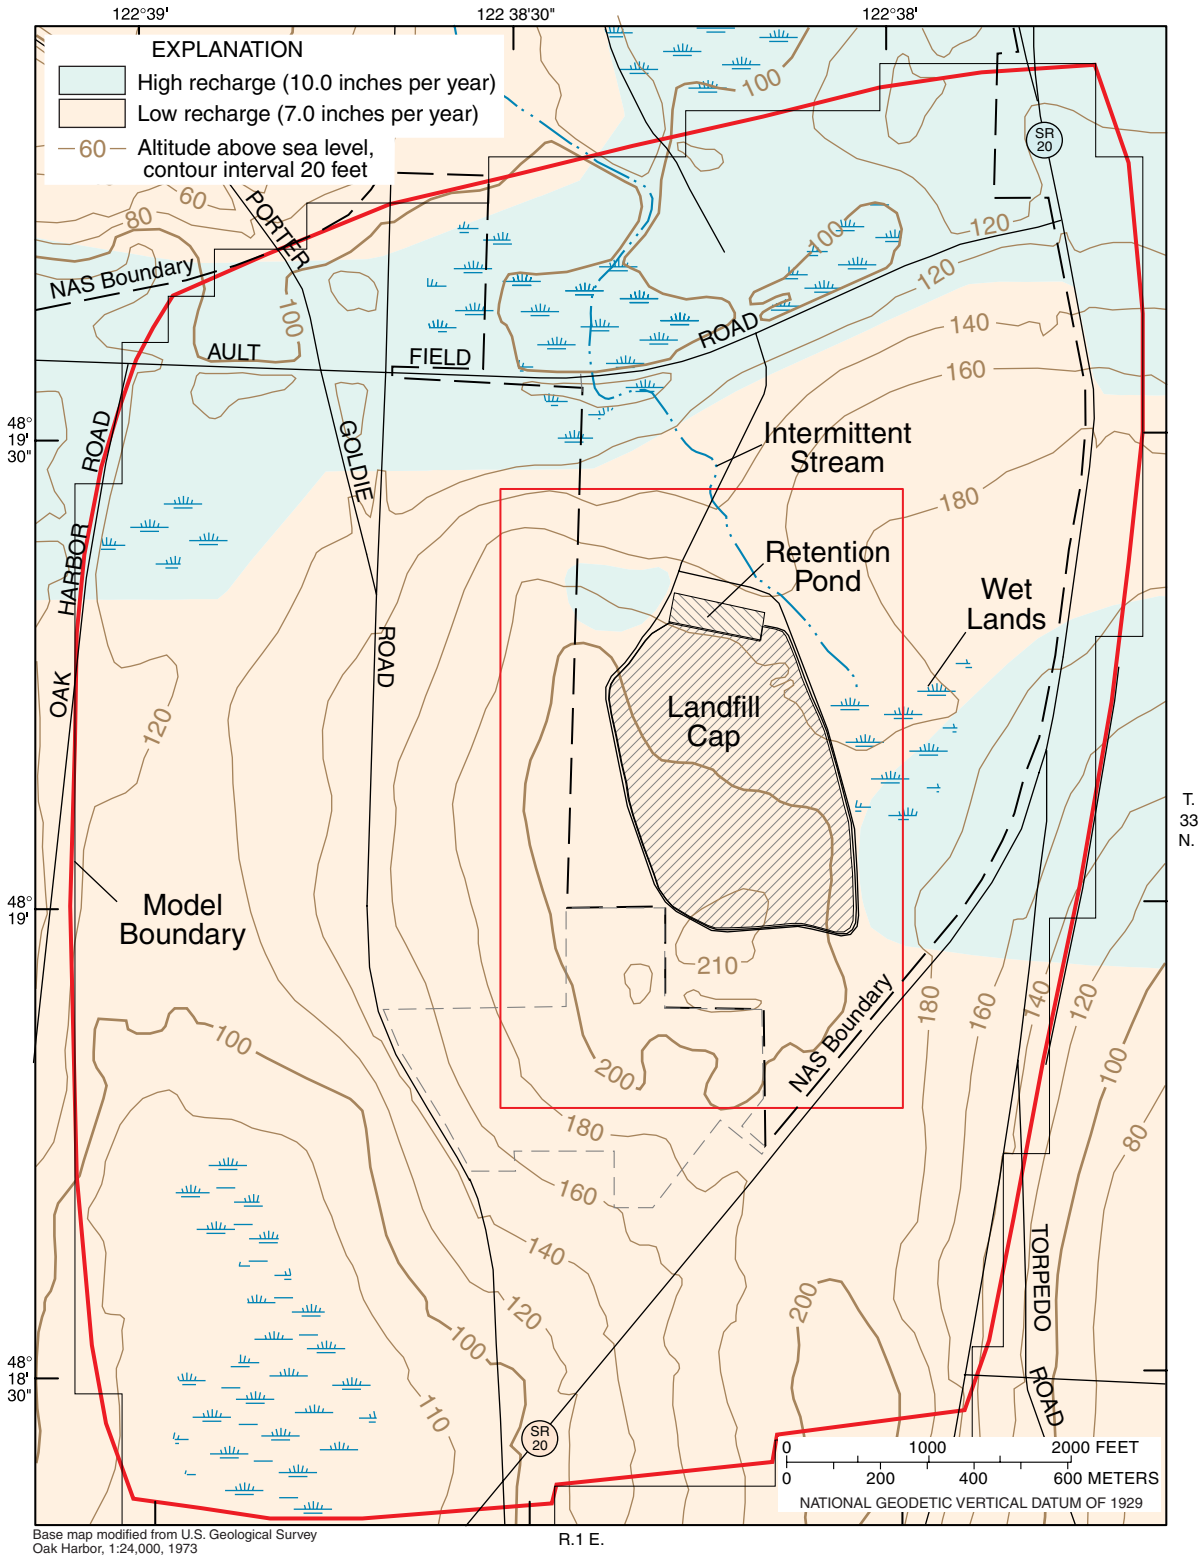 122°39'
122 38'30"
122°38'
EXPLANATION
High recharge (10.0 inches per year)
Low recharge (7.0 inches per year)
60
Altitude above sea level,
contour interval 20 feet
100
SR
20
60
80
PORTER
NAS Boundary
100
120
120
100
AULT
FIELD
ROAD
140
160
48°
19'
30"
ROAD
GOLDIE
Intermittent
Stream
180
HARBOR
Retention
Pond
Wet
Lands
ROAD
OAK
120
Landfill
Cap
T.
33
N.
48°
19'
Model
Boundary
210
NAS Boundary
180
160
140
120
100
100
200
80
180
160
140
120
100
200
TORPEDO
48°
18'
30"
110
ROAD
SR
20
0 1000 2000 FEET
0 200 400 600 METERS
NATIONAL GEODETIC VERTICAL DATUM OF 1929
Base map modified from U.S. Geological Survey
Oak Harbor, 1:24,000, 1973
R.1 E.